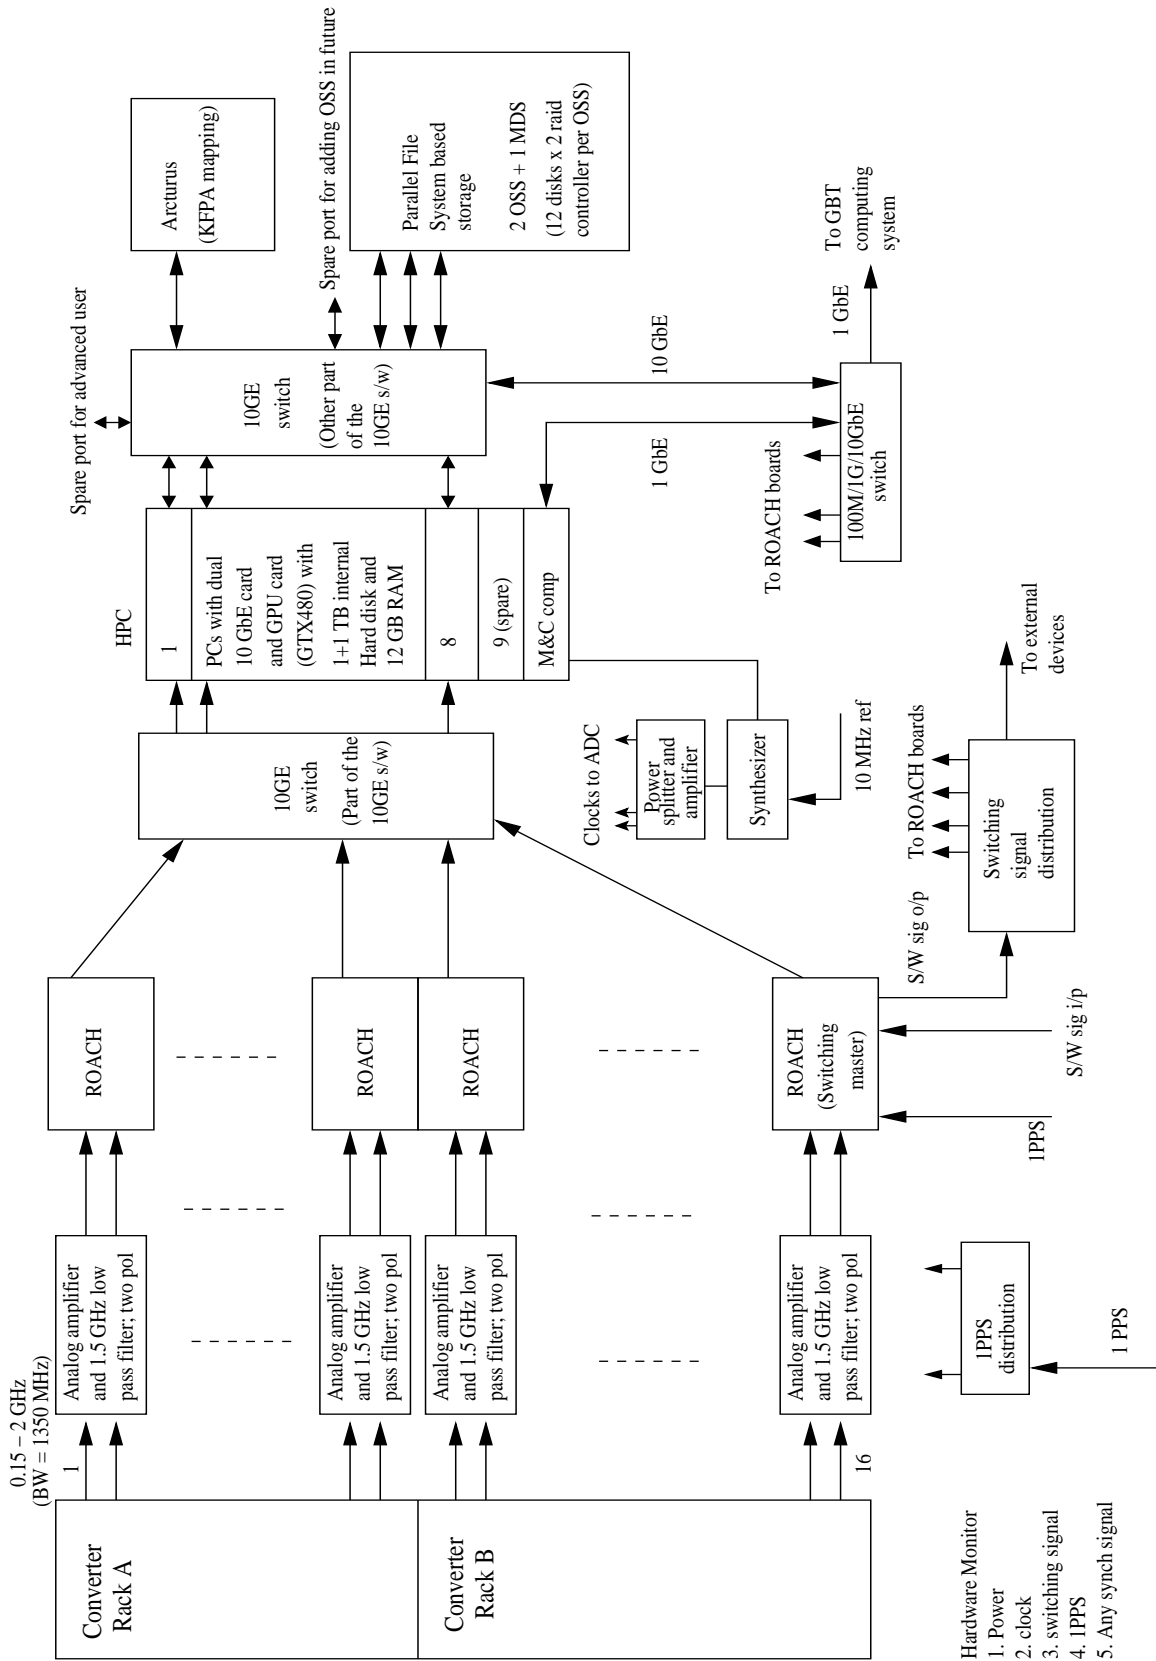 0.15 – 2 GHz
(BW = 1350 MHz)
1
16
Converter
Rack A
Converter
Rack B
Analog amplifier
and 1.5 GHz low
pass filter; two pol
Analog amplifier
and 1.5 GHz low
pass filter; two pol
Analog amplifier
and 1.5 GHz low
pass filter; two pol
Analog amplifier
and 1.5 GHz low
pass filter; two pol
ROACH
ROACH
ROACH
ROACH
(Switching
master)
1PPS
S/W sig i/p
S/W sig o/p
10GE
switch
(Part of the
10GE s/w)
HPC
1
PCs with dual
10 GbE card
and GPU card
(GTX480) with
1+1 TB internal
Hard disk and
12 GB RAM
8
9 (spare)
M&C comp
Spare port for advanced user
10GE
switch
(Other part
of the
10GE s/w)
Arcturus
(KFPA mapping)
Spare port for adding OSS in future
Parallel File
System based
storage
2 OSS + 1 MDS
(12 disks x 2 raid
controller per OSS)
Clocks to ADC
Power
splitter and
amplifier
Synthesizer
10 MHz ref
1 GbE
10 GbE
To ROACH boards
100M/1G/10GbE
switch
1 GbE
To GBT
computing
system
To ROACH boards
Switching
signal
distribution
To external
devices
1PPS
distribution
1 PPS
Hardware Monitor
1. Power
2. clock
3. switching signal
4. 1PPS
5. Any synch signal